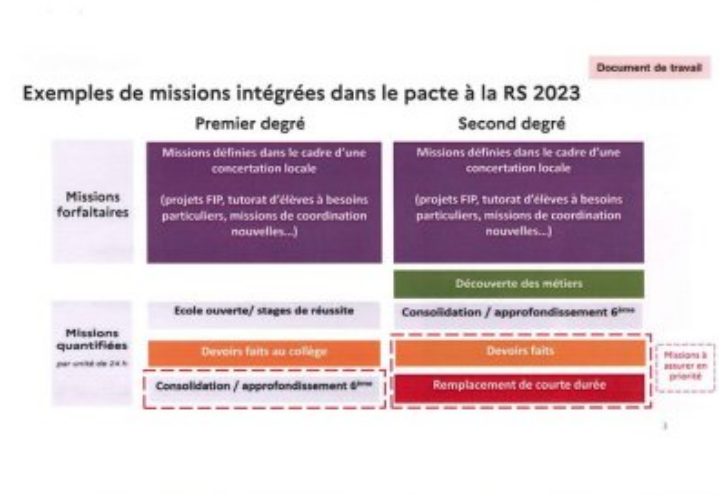 Document de travail
Exemples de missions intégrées dans le pacte à la RS 2023
Premier degré
Second degré
Missions
forfaitaires
Missions définies dans le cadre d'une
concertation locale
(projets FIP, tutorat d'élèves à besoins
particuliers, missions de coordination
nouvelles...)
Missions définies dans le cadre d'une
concertation locale
(projets FIP, tutorat d'élèves à besoins
particuliers, missions de coordination
nouvelles...)
Missions
quantifiées
par unité de 24 h
Ecole ouverte/ stages de réussite
Devoirs faits au collège
Consolidation / approfondissement 6ème
Découverte des métiers
Consolidation / approfondissement 6ème
Devoirs faits
Remplacement de courte durée
Missions à
assurer en
priorité